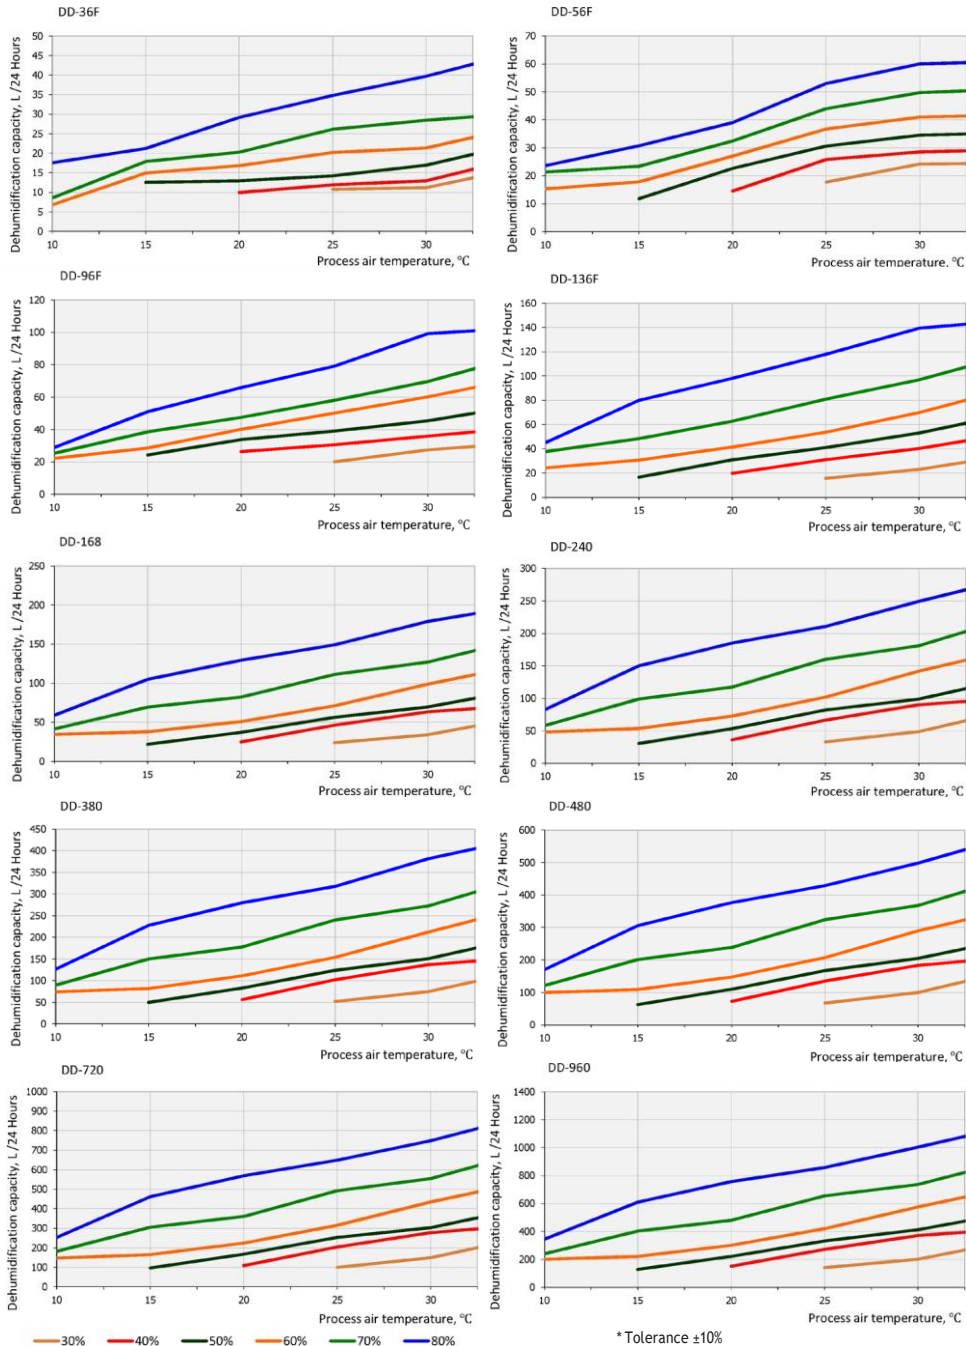 DD-36F
Dehumidification capacity, L /24 Hours
50
45
40
35
30
25
20
15
10
5
0
10 15 20 25 30
Process air temperature, ℃
DD-56F
Dehumidification capacity, L /24 Hours
70
60
50
40
30
20
10
0
10 15 20 25 30
Process air temperature, ℃
DD-96F
Dehumidification capacity, L /24 Hours
120
100
80
60
40
20
0
10 15 20 25 30
Process air temperature, ℃
DD-136F
Dehumidification capacity, L /24 Hours
160
140
120
100
80
60
40
20
0
10 15 20 25 30
Process air temperature, ℃
DD-168
Dehumidification capacity, L /24 Hours
250
200
150
100
50
0
10 15 20 25 30
Process air temperature, ℃
DD-240
Dehumidification capacity, L /24 Hours
300
250
200
150
100
50
0
10 15 20 25 30
Process air temperature, ℃
DD-380
Dehumidification capacity, L /24 Hours
450
400
350
300
250
200
150
100
50
0
10 15 20 25 30
Process air temperature, ℃
DD-480
Dehumidification capacity, L /24 Hours
600
500
400
300
200
100
0
10 15 20 25 30
Process air temperature, ℃
DD-720
Dehumidification capacity, L /24 Hours
1000
900
800
700
600
500
400
300
200
100
0
10 15 20 25 30
Process air temperature, ℃
DD-960
Dehumidification capacity, L /24 Hours
1400
1200
1000
800
600
400
200
0
10 15 20 25 30
Process air temperature, ℃
30% 40% 50% 60% 70% 80%
* Tolerance ±10%